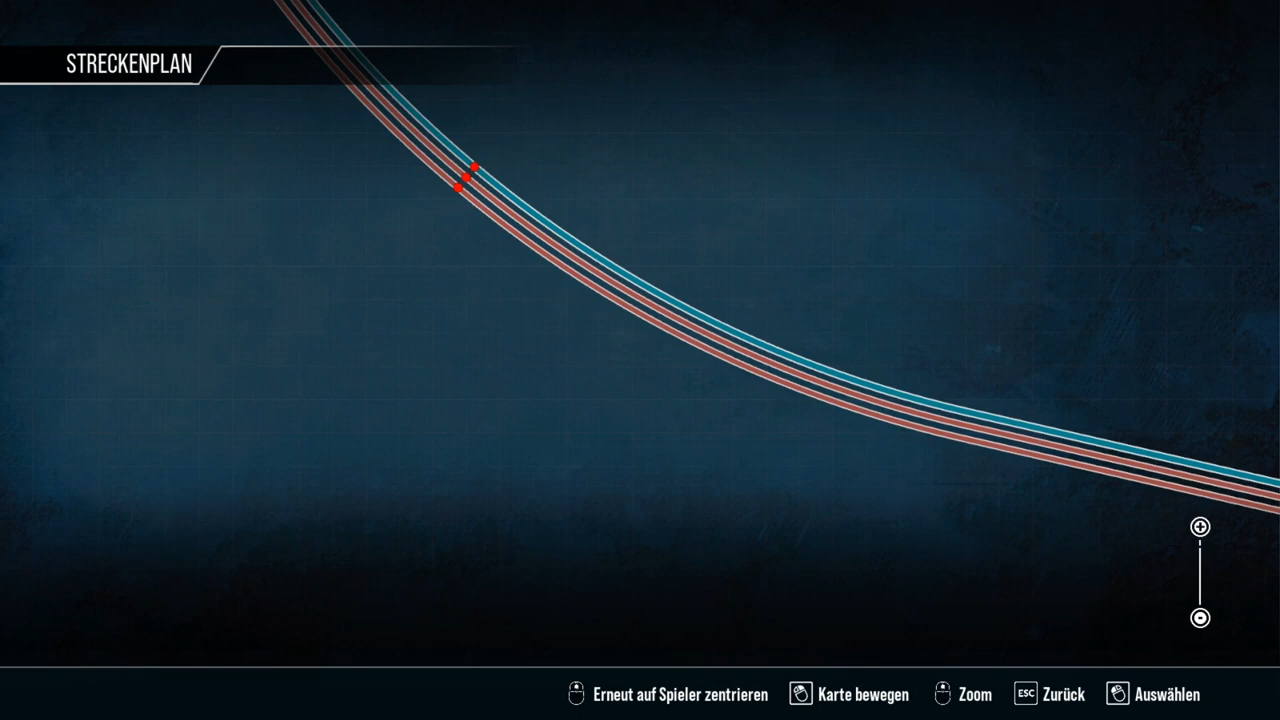 STRECKENPLAN
Erneut auf Spieler zentrieren
Karte bewegen
Zoom
ESC Zurück
Auswählen